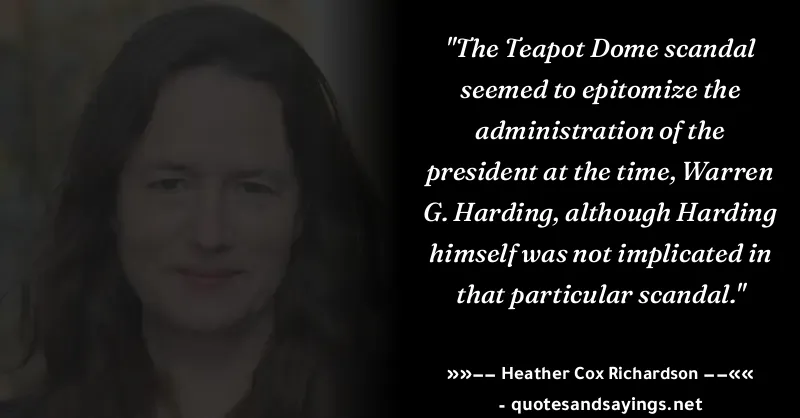 "The Teapot Dome scandal
seemed to epitomize the
administration of the
president at the time, Warren
G. Harding, although Harding
himself was not implicated in
that particular scandal."
»»–– Heather Cox Richardson ––««
- quotesandsayings.net